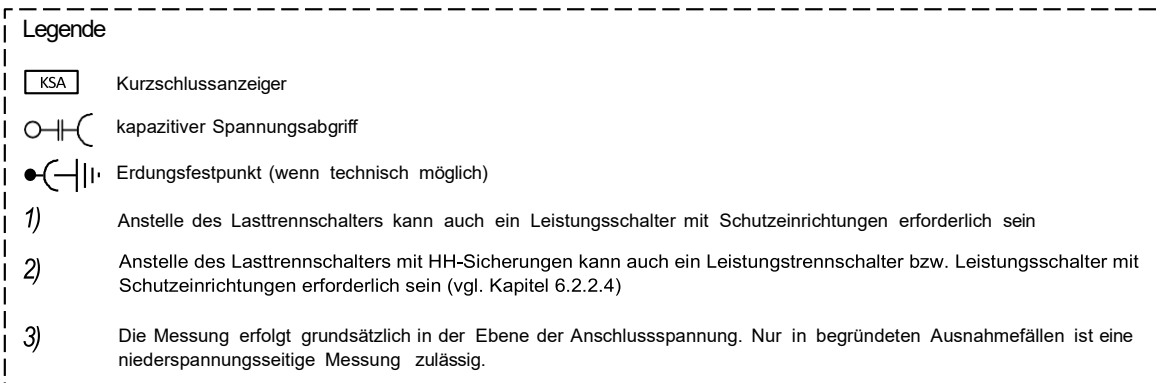 Legende
KSA Kurzschlussanzeiger
kapazitiver Spannungsabgriff
Erdungsfestpunkt (wenn technisch möglich)
1) Anstelle des Lasttrennschalters kann auch ein Leistungsschalter mit Schutzeinrichtungen erforderlich sein
2) Anstelle des Lasttrennschalters mit HH-Sicherungen kann auch ein Leistungstrennschalter bzw. Leistungsschalter mit
Schutzeinrichtungen erforderlich sein (vgl. Kapitel 6.2.2.4)
3) Die Messung erfolgt grundsätzlich in der Ebene der Anschlussspannung. Nur in begründeten Ausnahmefällen ist eine
niederspannungsseitige Messung zulässig.